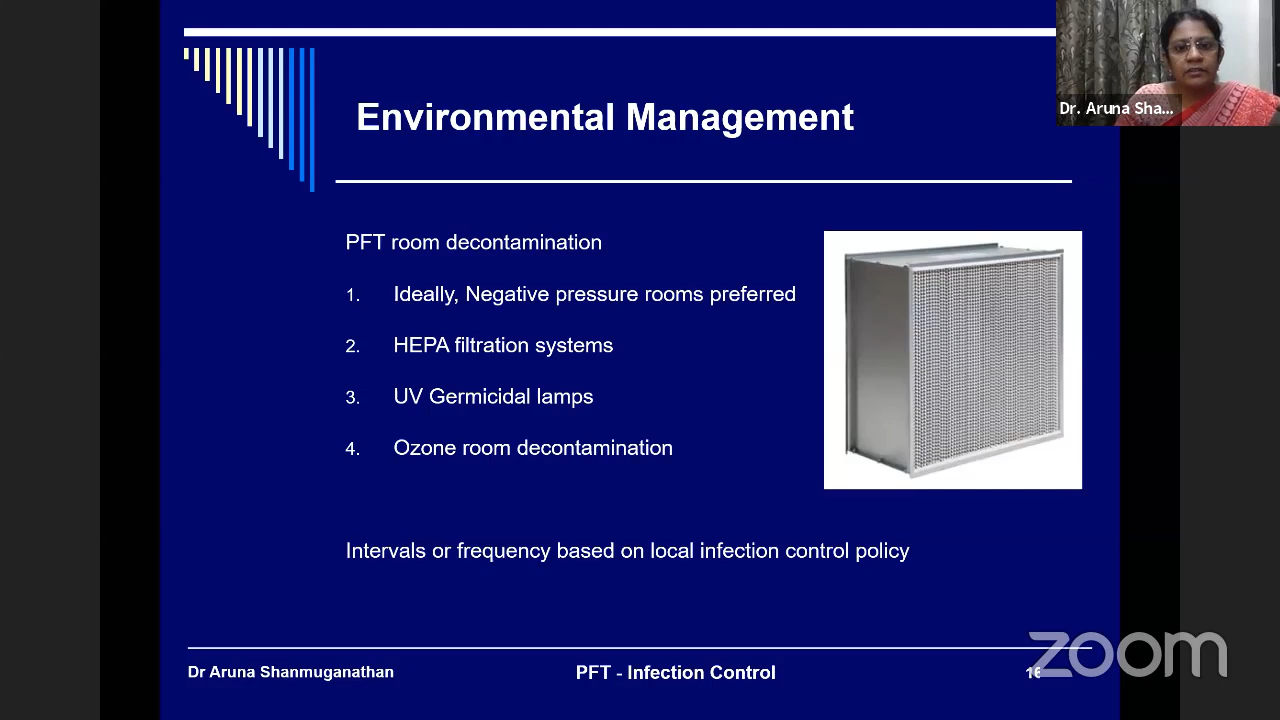 Environmental Management
Dr. Aruna Sha...
PFT room decontamination
1. Ideally, Negative pressure rooms preferred
2. HEPA filtration systems
3. UV Germicidal lamps
4. Ozone room decontamination
Intervals or frequency based on local infection control policy
Dr Aruna Shanmuganathan
PFT - Infection Control
16
zoom